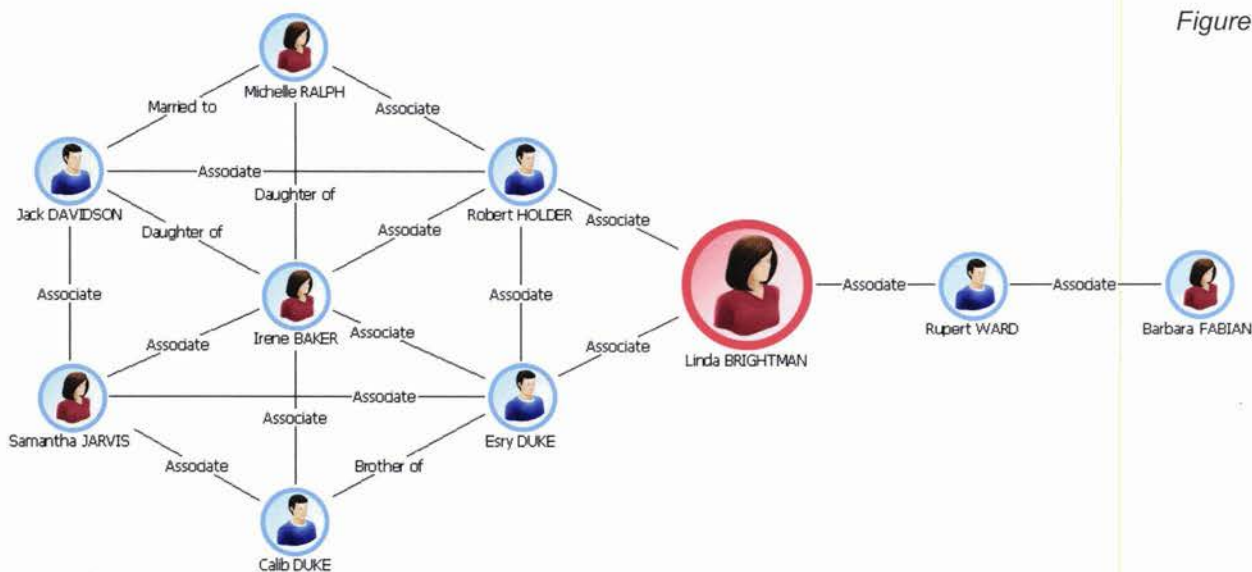 Figure
Michelle RALPH
Married to
Associate
Associate
Jack DAVIDSON
Daughter of
Robert HOLDER
Daughter of
Associate
Associate
Associate
Associate
Irene BAKER
Associate
Associate
Rupert WARD
Barbara FABIAN
Associate
Associate
Associate
Linda BRIGHTMAN
Associate
Samantha JARVIS
Associate
Esry DUKE
Associate
Brother of
Calib DUKE